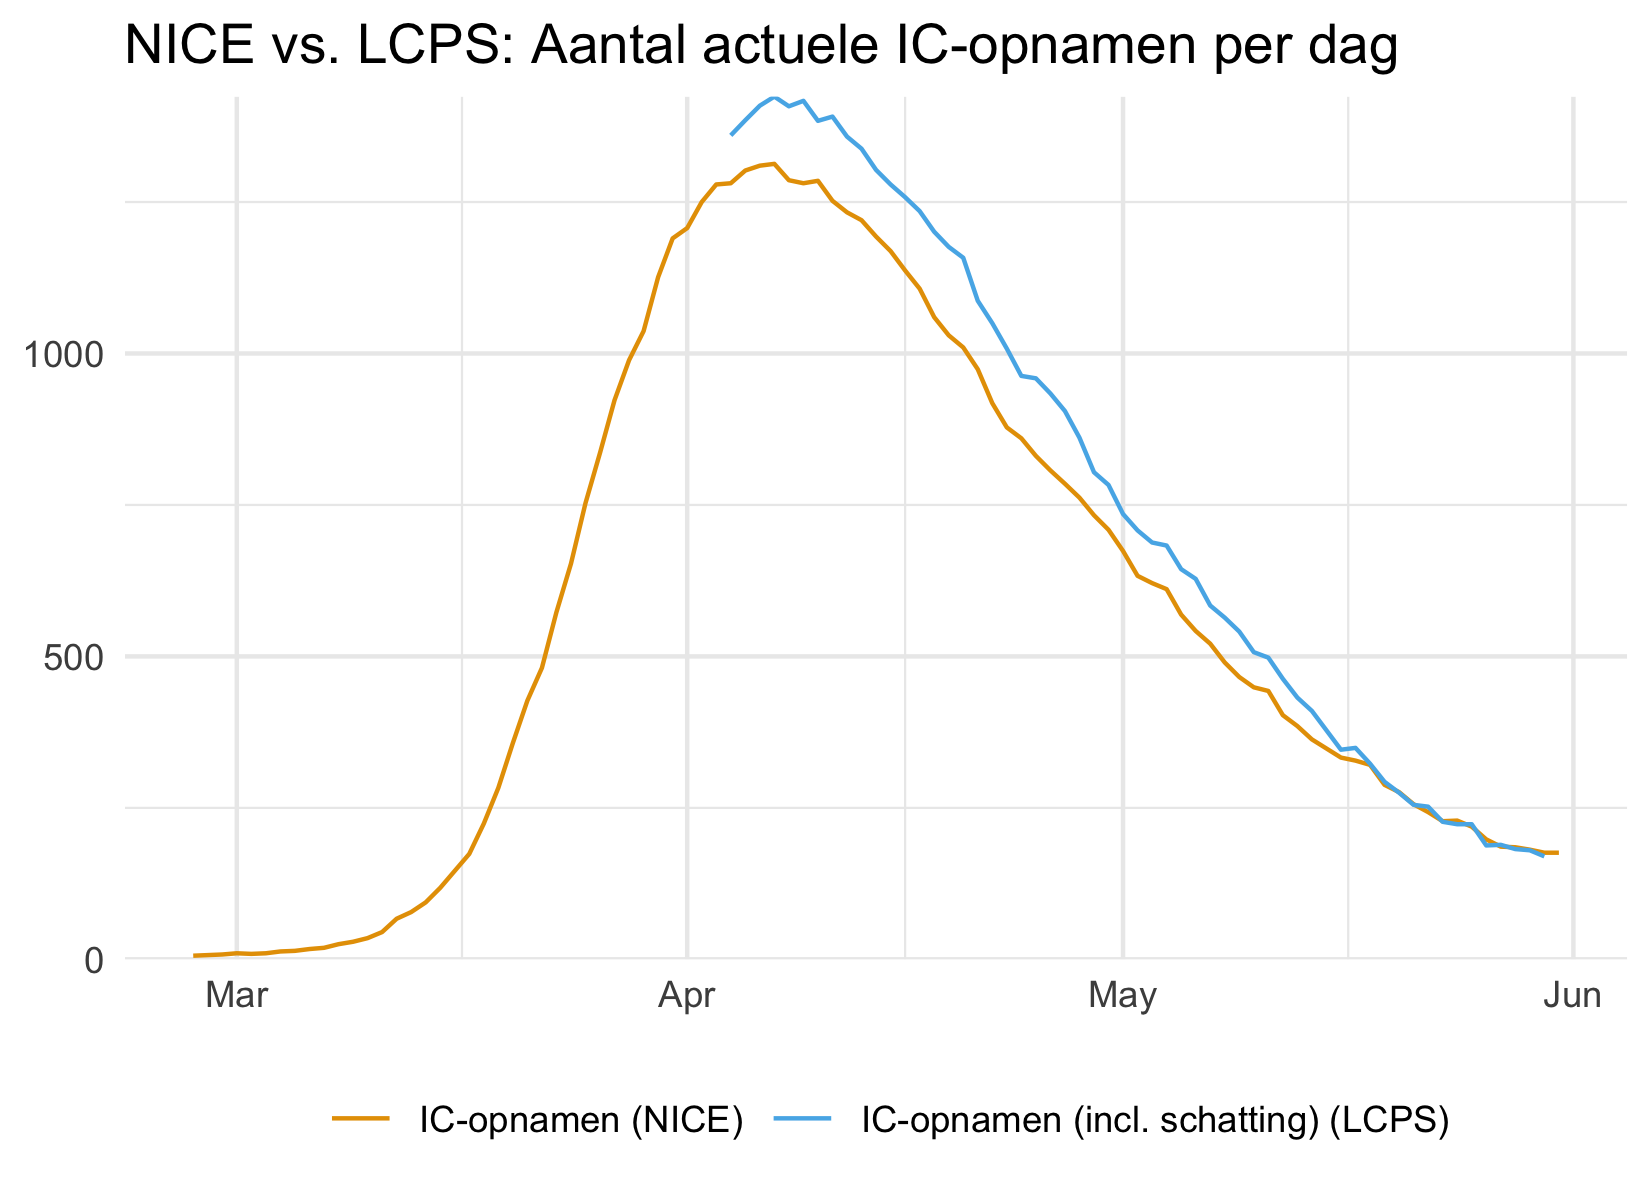 NICE vs. LCPS: Aantal actuele IC-opnamen per dag
1000
500
0
Mar Apr May Jun
IC-opnamen (NICE) IC-opnamen (incl. schatting) (LCPS)